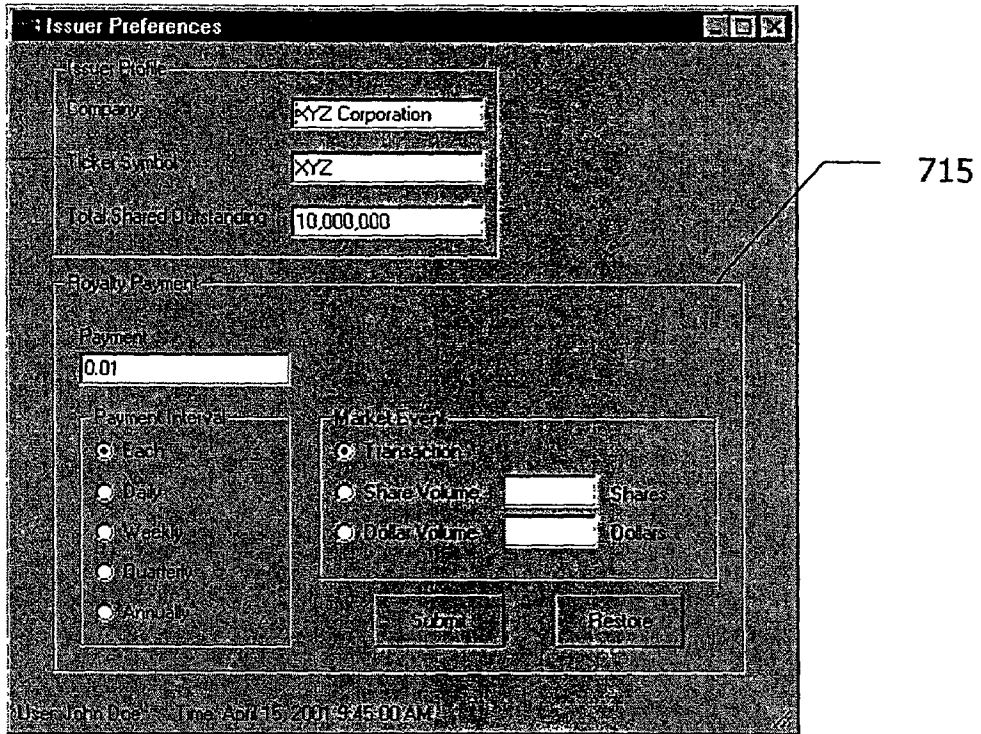 Issuer Preferences
Issuer Profile
Company XYZ Corporation
Ticker Symbol XYZ
Total Shared Outstanding 10,000,000
715
Royalty Payment
Payment
0.01
Payment Interval
Each
Daily
Weekly
Quarterly
Annually
Market Event
Transaction
Share Volume Shares
Dollar Volume Dollars
Submit Restore
User: John Doe Time: April 15, 2001 9:45:00 AM